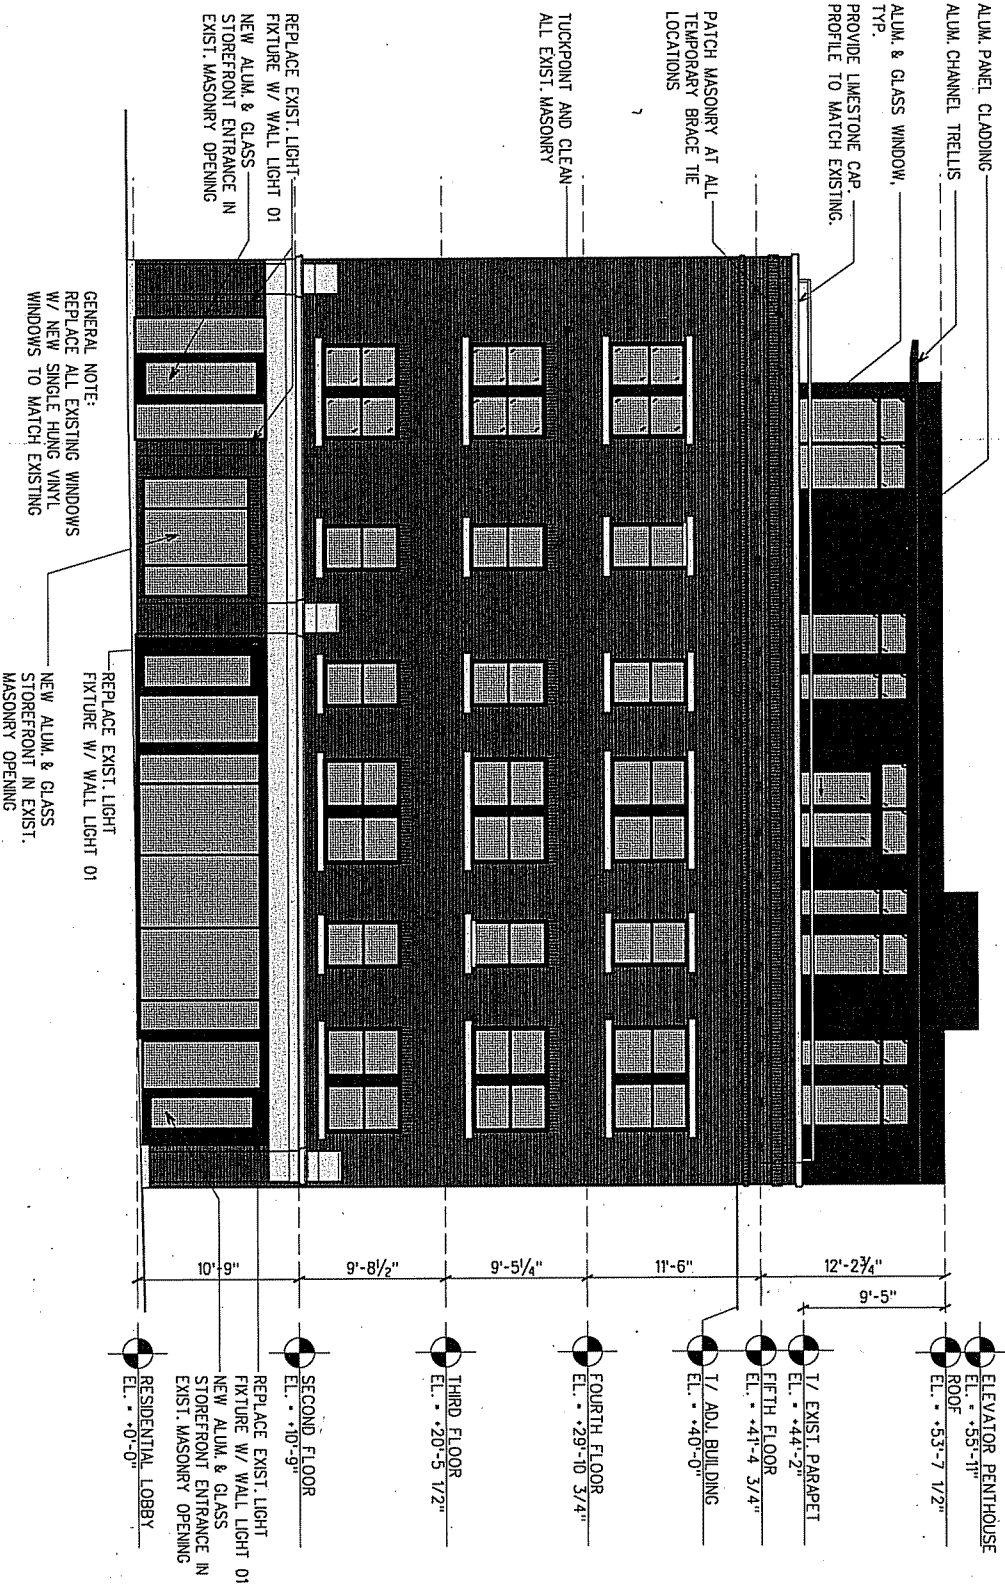 ALUM. PANEL CLADDING
ALUM. CHANNEL TRELLIS
ALUM. & GLASS WINDOW,
TYP.
PROVIDE LIMESTONE CAP.
PROFILE TO MATCH EXISTING.
PATCH MASONRY AT ALL
TEMPORARY BRACE TIE
LOCATIONS
TUCKPOINT AND CLEAN
ALL EXIST. MASONRY
REPLACE EXIST. LIGHT
FIXTURE W/ WALL LIGHT 01
NEW ALUM. & GLASS
STOREFRONT ENTRANCE IN
EXIST. MASONRY OPENING
GENERAL NOTE:
REPLACE ALL EXISTING WINDOWS
W/ NEW SINGLE HUNG VINYL
WINDOWS TO MATCH EXISTING
NEW ALUM. & GLASS
STOREFRONT IN EXIST.
MASONRY OPENING
REPLACE EXIST. LIGHT
FIXTURE W/ WALL LIGHT 01
12'-2¾"
9'-5"
11'-6"
9'-5¼"
9'-8½"
10'-9"
ELEVATOR PENTHOUSE
EL. = +55'-11"
ROOF
EL. = +53'-7 1/2"
T/ EXIST. PARAPET
EL. = +44'-2"
FIFTH FLOOR
EL. = +41'-4 3/4"
T/ ADJ. BUILDING
EL. = +40'-0"
FOURTH FLOOR
EL. = +29'-10 3/4"
THIRD FLOOR
EL. = +20'-5 1/2"
SECOND FLOOR
EL. = +10'-9"
REPLACE EXIST. LIGHT
FIXTURE W/ WALL LIGHT 01
NEW ALUM. & GLASS
STOREFRONT ENTRANCE IN
EXIST. MASONRY OPENING
RESIDENTIAL LOBBY
EL. = +0'-0"